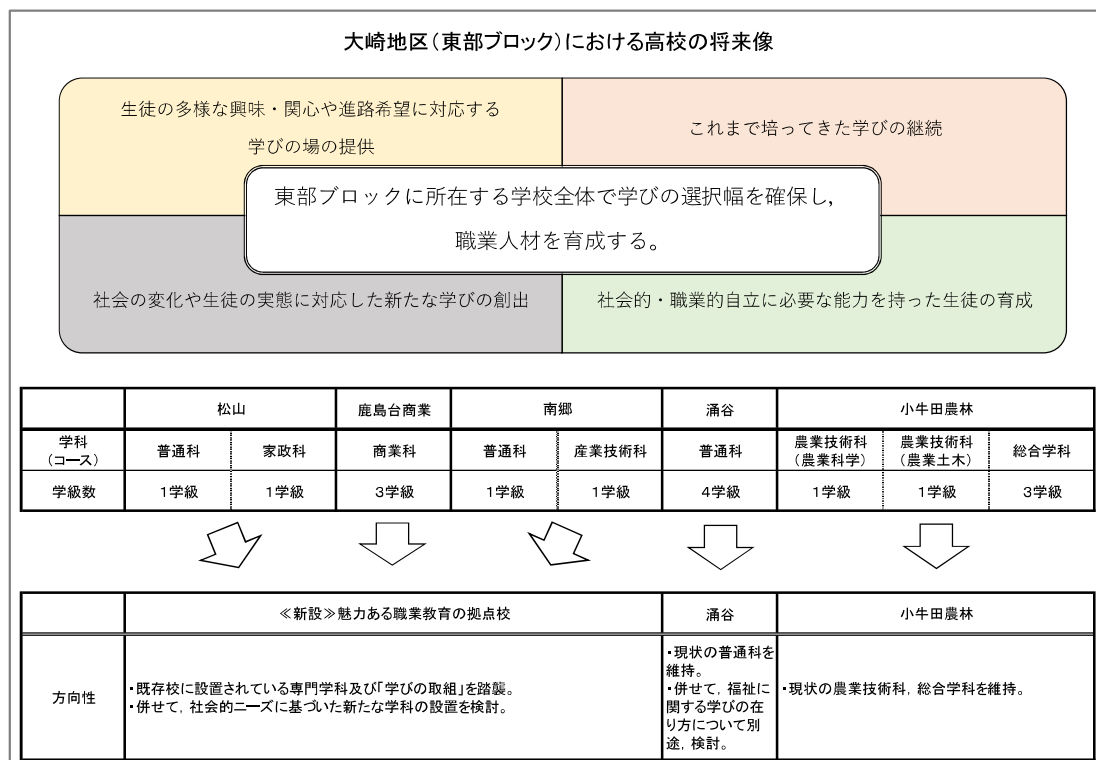 大崎地区(東部ブロック)における高校の将来像
生徒の多様な興味・関心や進路希望に対応する
学びの場の提供
これまで培ってきた学びの継続
東部ブロックに所在する学校全体で学びの選択幅を確保し,
職業人材を育成する。
社会の変化や生徒の実態に対応した新たな学びの創出
社会的・職業的自立に必要な能力を持った生徒の育成
松山 鹿島台商業 南郷 涌谷 小牛田農林
学科
(コース)
普通科 家政科 商業科 普通科 産業技術科 普通科
農業技術科
(農業科学)
農業技術科
(農業土木)
総合学科
学級数 1学級 1学級 3学級 1学級 1学級 4学級 1学級 1学級 3学級
≪新設≫魅力ある職業教育の拠点校 涌谷 小牛田農林
方向性
・既存校に設置されている専門学科及び「学びの取組」を踏襲。
・併せて,社会的ニーズに基づいた新たな学科の設置を検討。
・現状の普通科を
維持。
・併せて,福祉に
関する学びの在
り方について別
途,検討。
・現状の農業技術科,総合学科を維持。